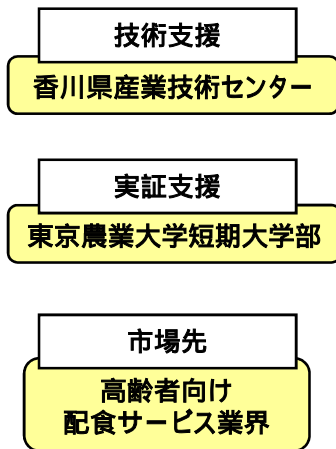 技術支援
香川県産業技術センター
実証支援
東京農業大学短期大学部
市場先
高齢者向け
配食サービス業界